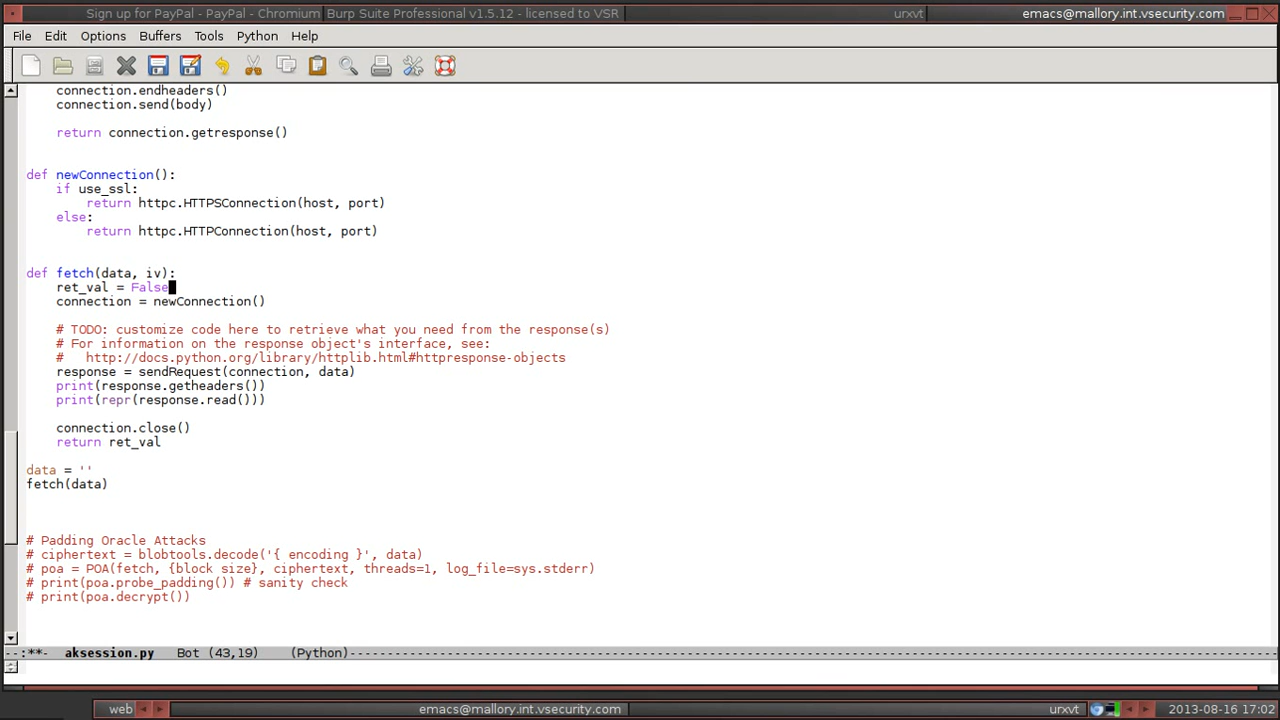 Sign up for PayPal - PayPal - Chromium Burp Suite Professional v1.5.12 - licensed to VSR urxvt emacs@mallory.int.vsecurity.com
File Edit Options Buffers Tools Python Help
connection.endheaders()
connection.send(body)
return connection.getresponse()
def newConnection():
if use_ssl:
return httpc.HTTPSConnection(host, port)
else:
return httpc.HTTPConnection(host, port)
def fetch(data, iv):
ret_val = False
connection = newConnection()
# TODO: customize code here to retrieve what you need from the response(s)
# For information on the response object's interface, see:
#   http://docs.python.org/library/httplib.html#httpresponse-objects
response = sendRequest(connection, data)
print(response.getheaders())
print(repr(response.read()))
connection.close()
return ret_val
data = ''
fetch(data)
# Padding Oracle Attacks
# ciphertext = blobtools.decode('{ encoding }', data)
# poa = POA(fetch, {block size}, ciphertext, threads=1, log_file=sys.stderr)
# print(poa.probe_padding()) # sanity check
# print(poa.decrypt())
--:**-  aksession.py   Bot (43,19)    (Python)--------------------------------
web emacs@mallory.int.vsecurity.com urxvt 2013-08-16 17:02